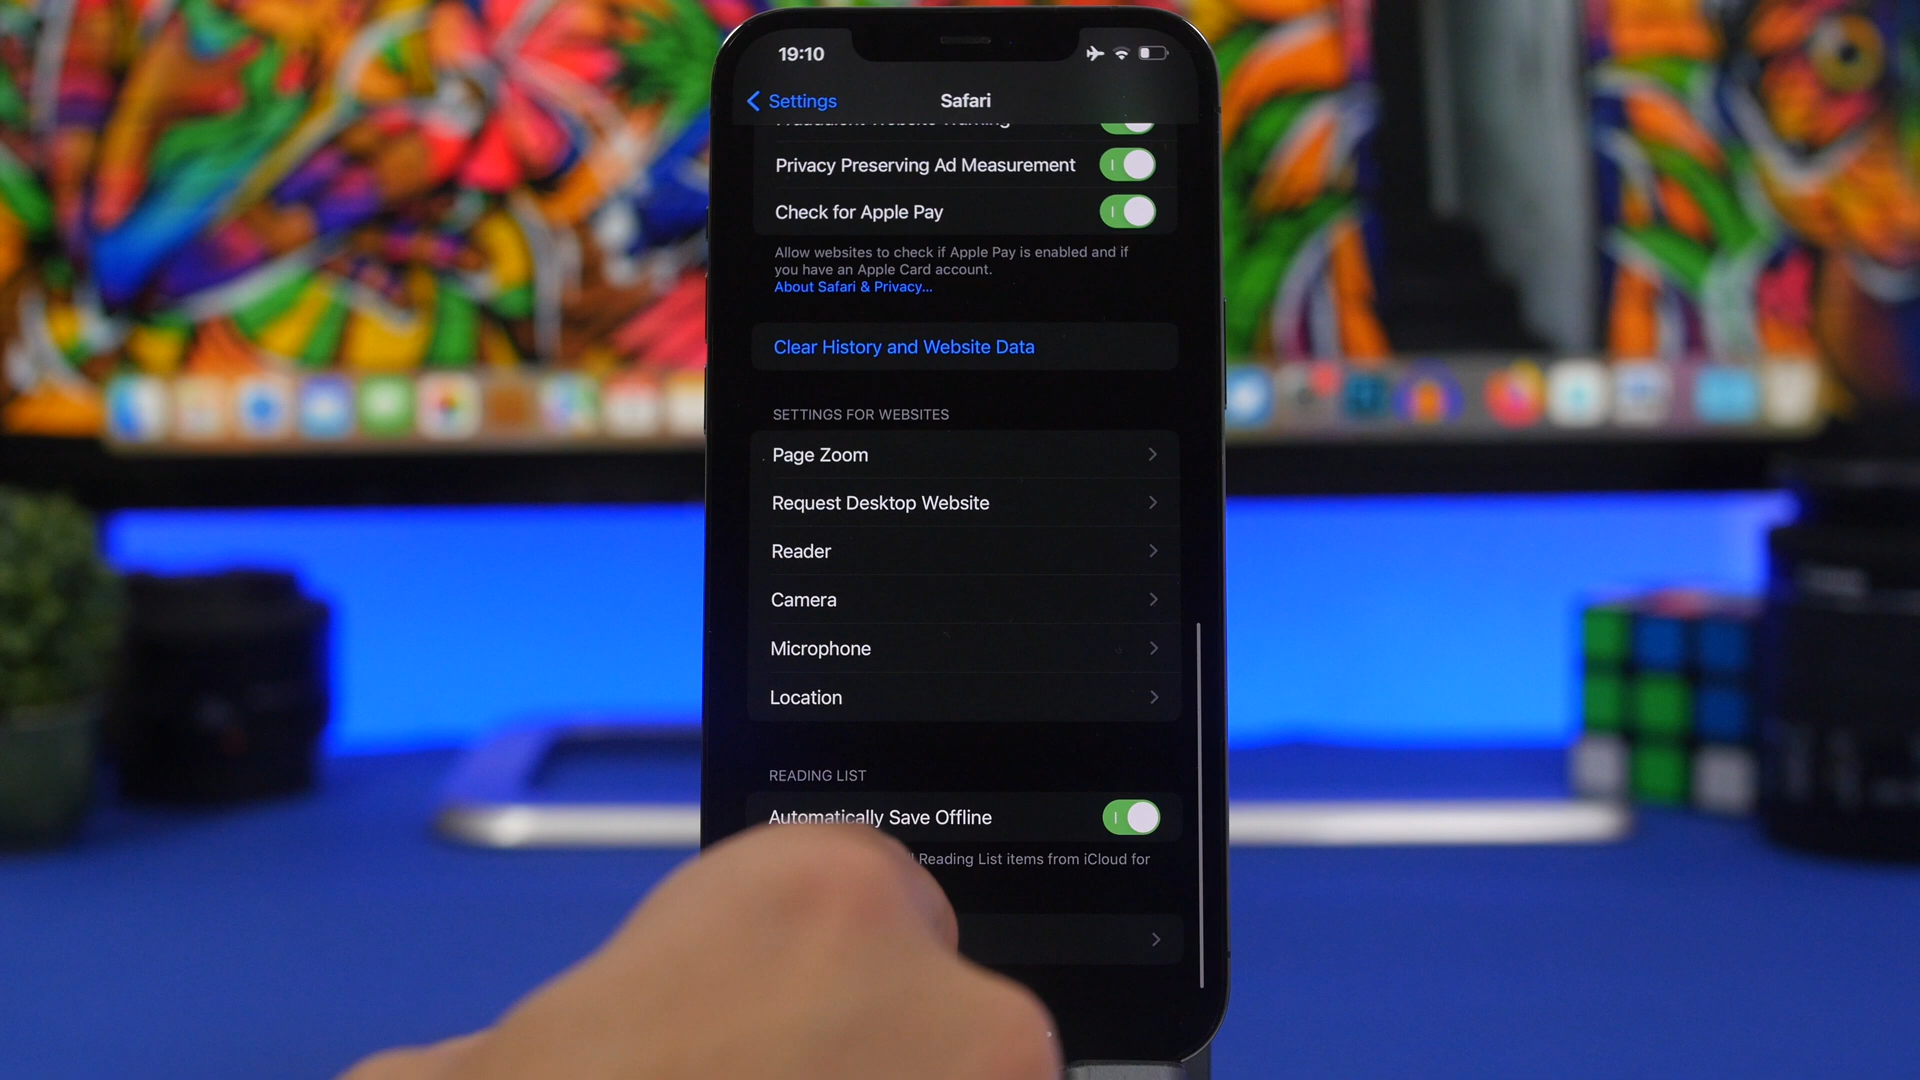 19:10
Settings
Safari
Fraudulent Website Warning
Privacy Preserving Ad Measurement
Check for Apple Pay
Allow websites to check if Apple Pay is enabled and if
you have an Apple Card account.
About Safari & Privacy...
Clear History and Website Data
SETTINGS FOR WEBSITES
Page Zoom
Request Desktop Website
Reader
Camera
Microphone
Location
READING LIST
Automatically Save Offline
Reading List items from iCloud for